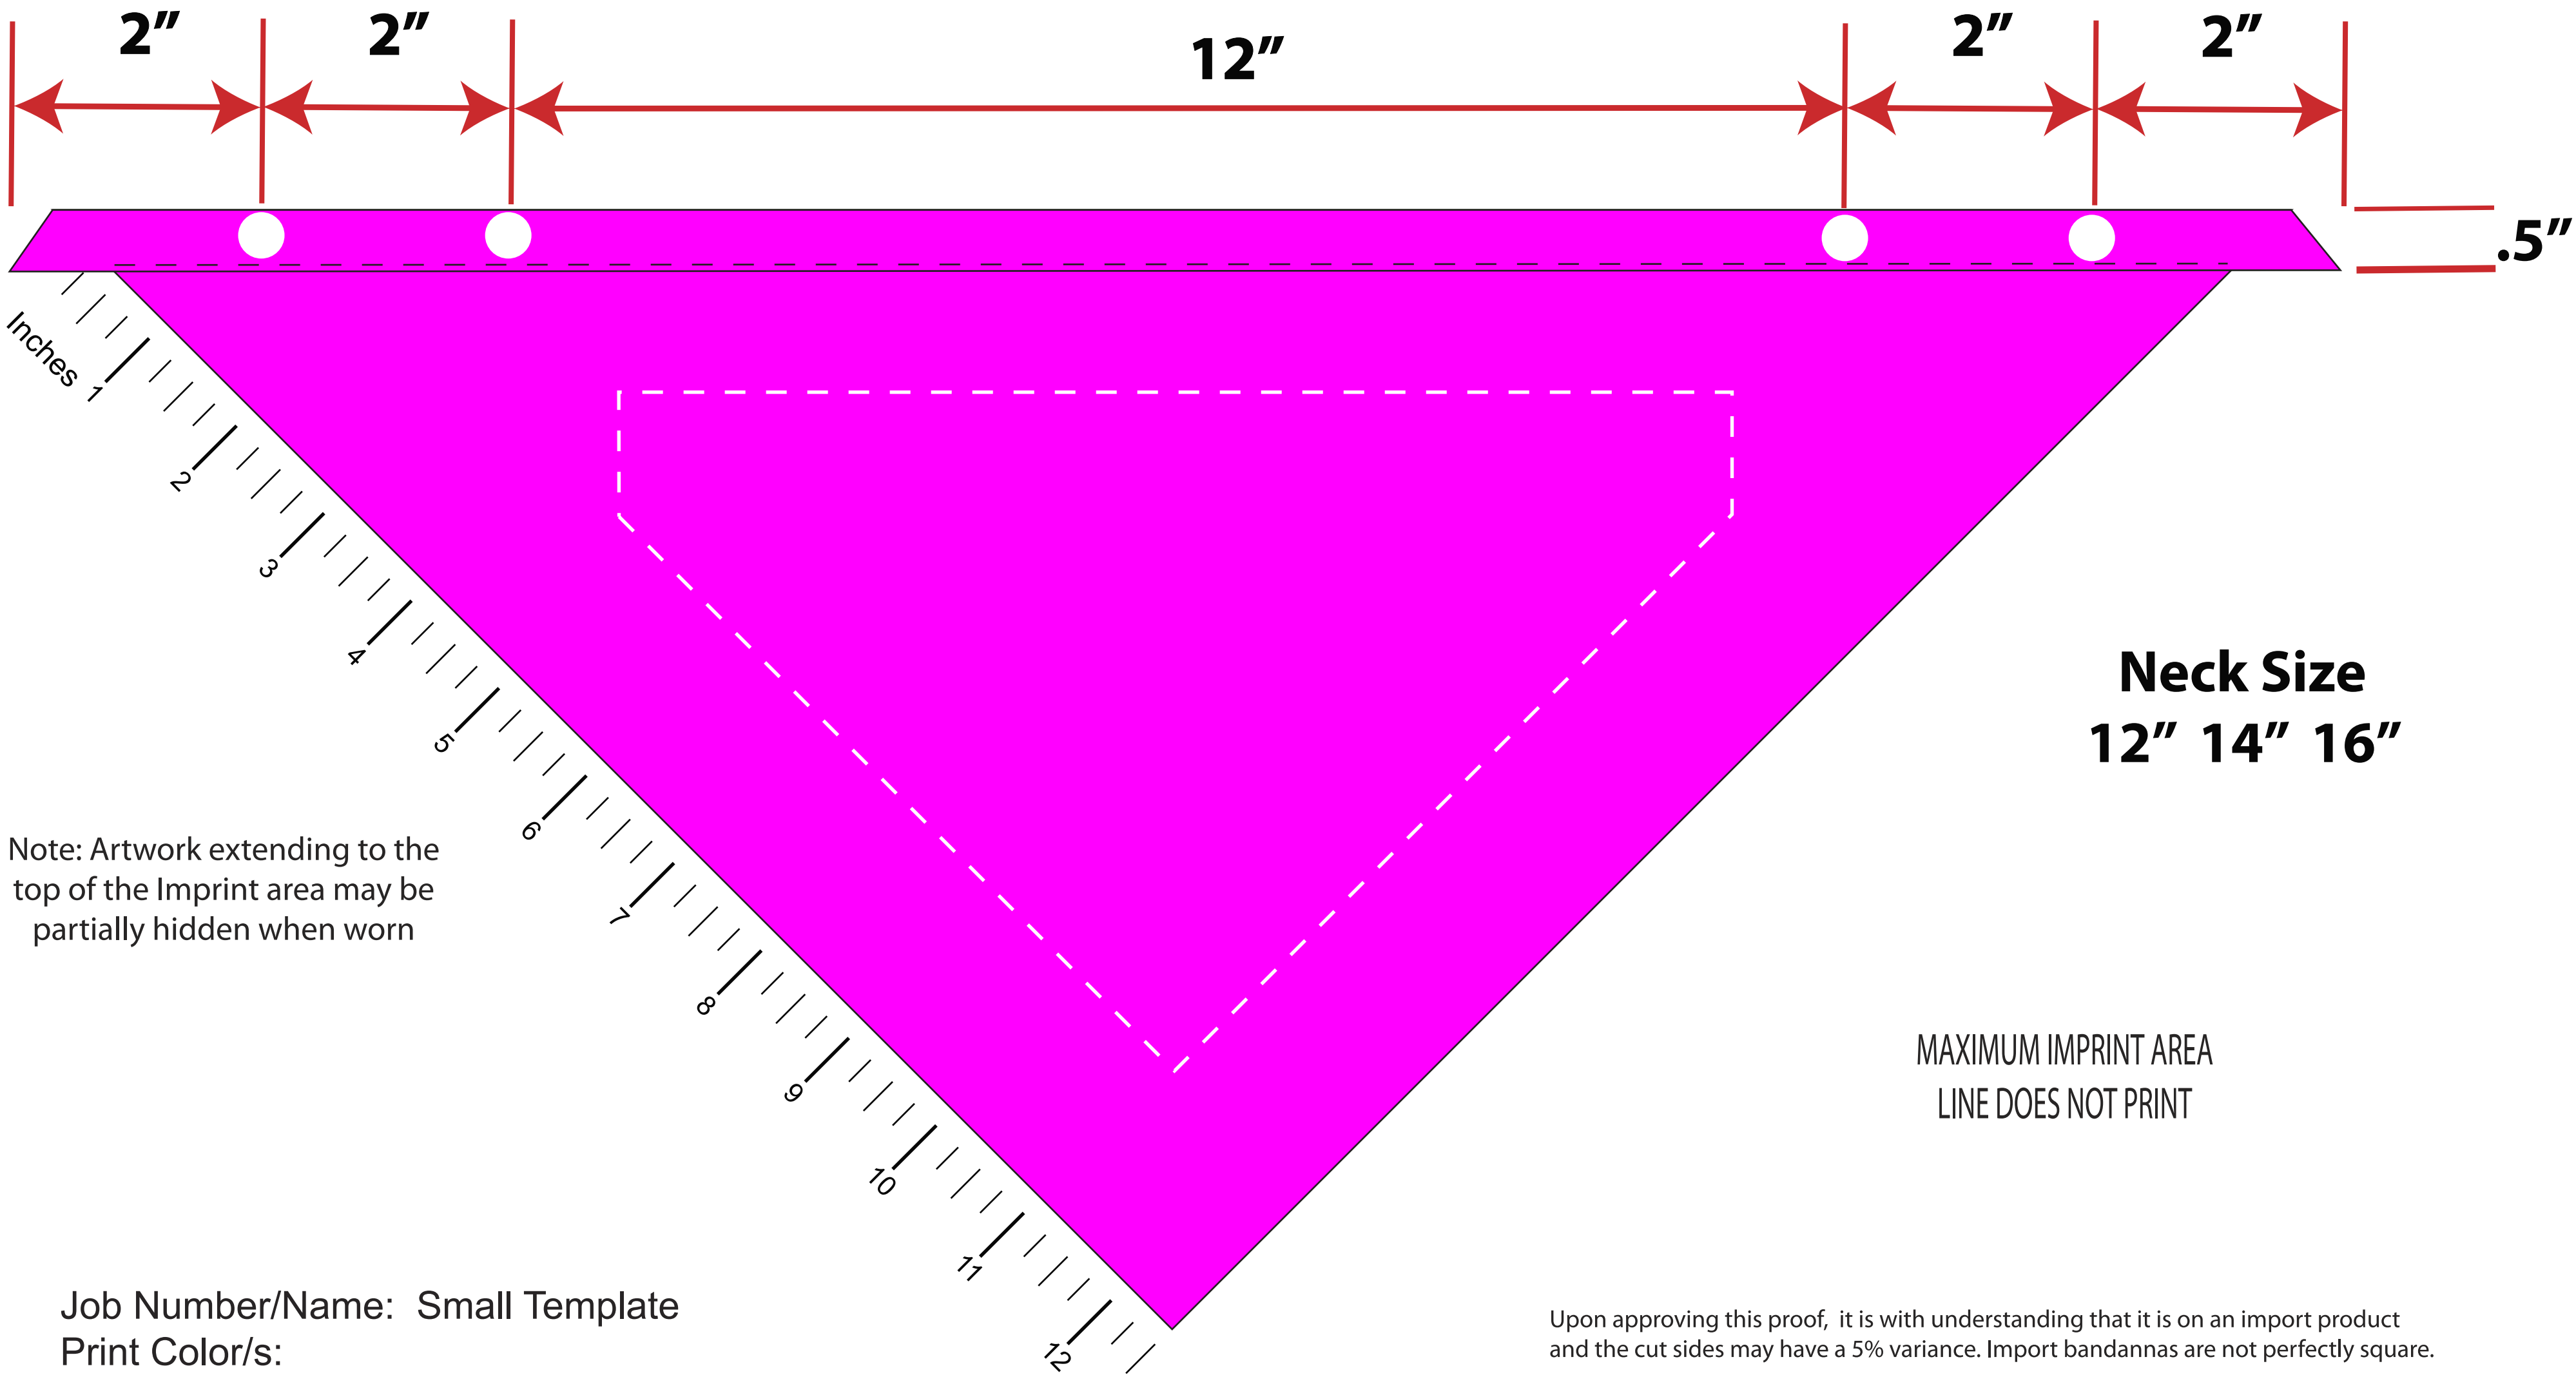 2″ 2″ 12″ 2″ 2″
.5″
Inches 1
2
3
4
5
6
7
8
9
10
11
12
Neck Size
12″ 14″ 16″
Note: Artwork extending to the
top of the Imprint area may be
partially hidden when worn
MAXIMUM IMPRINT AREA
LINE DOES NOT PRINT
Job Number/Name: Small Template
Print Color/s:
Upon approving this proof, it is with understanding that it is on an import product
and the cut sides may have a 5% variance. Import bandannas are not perfectly square.